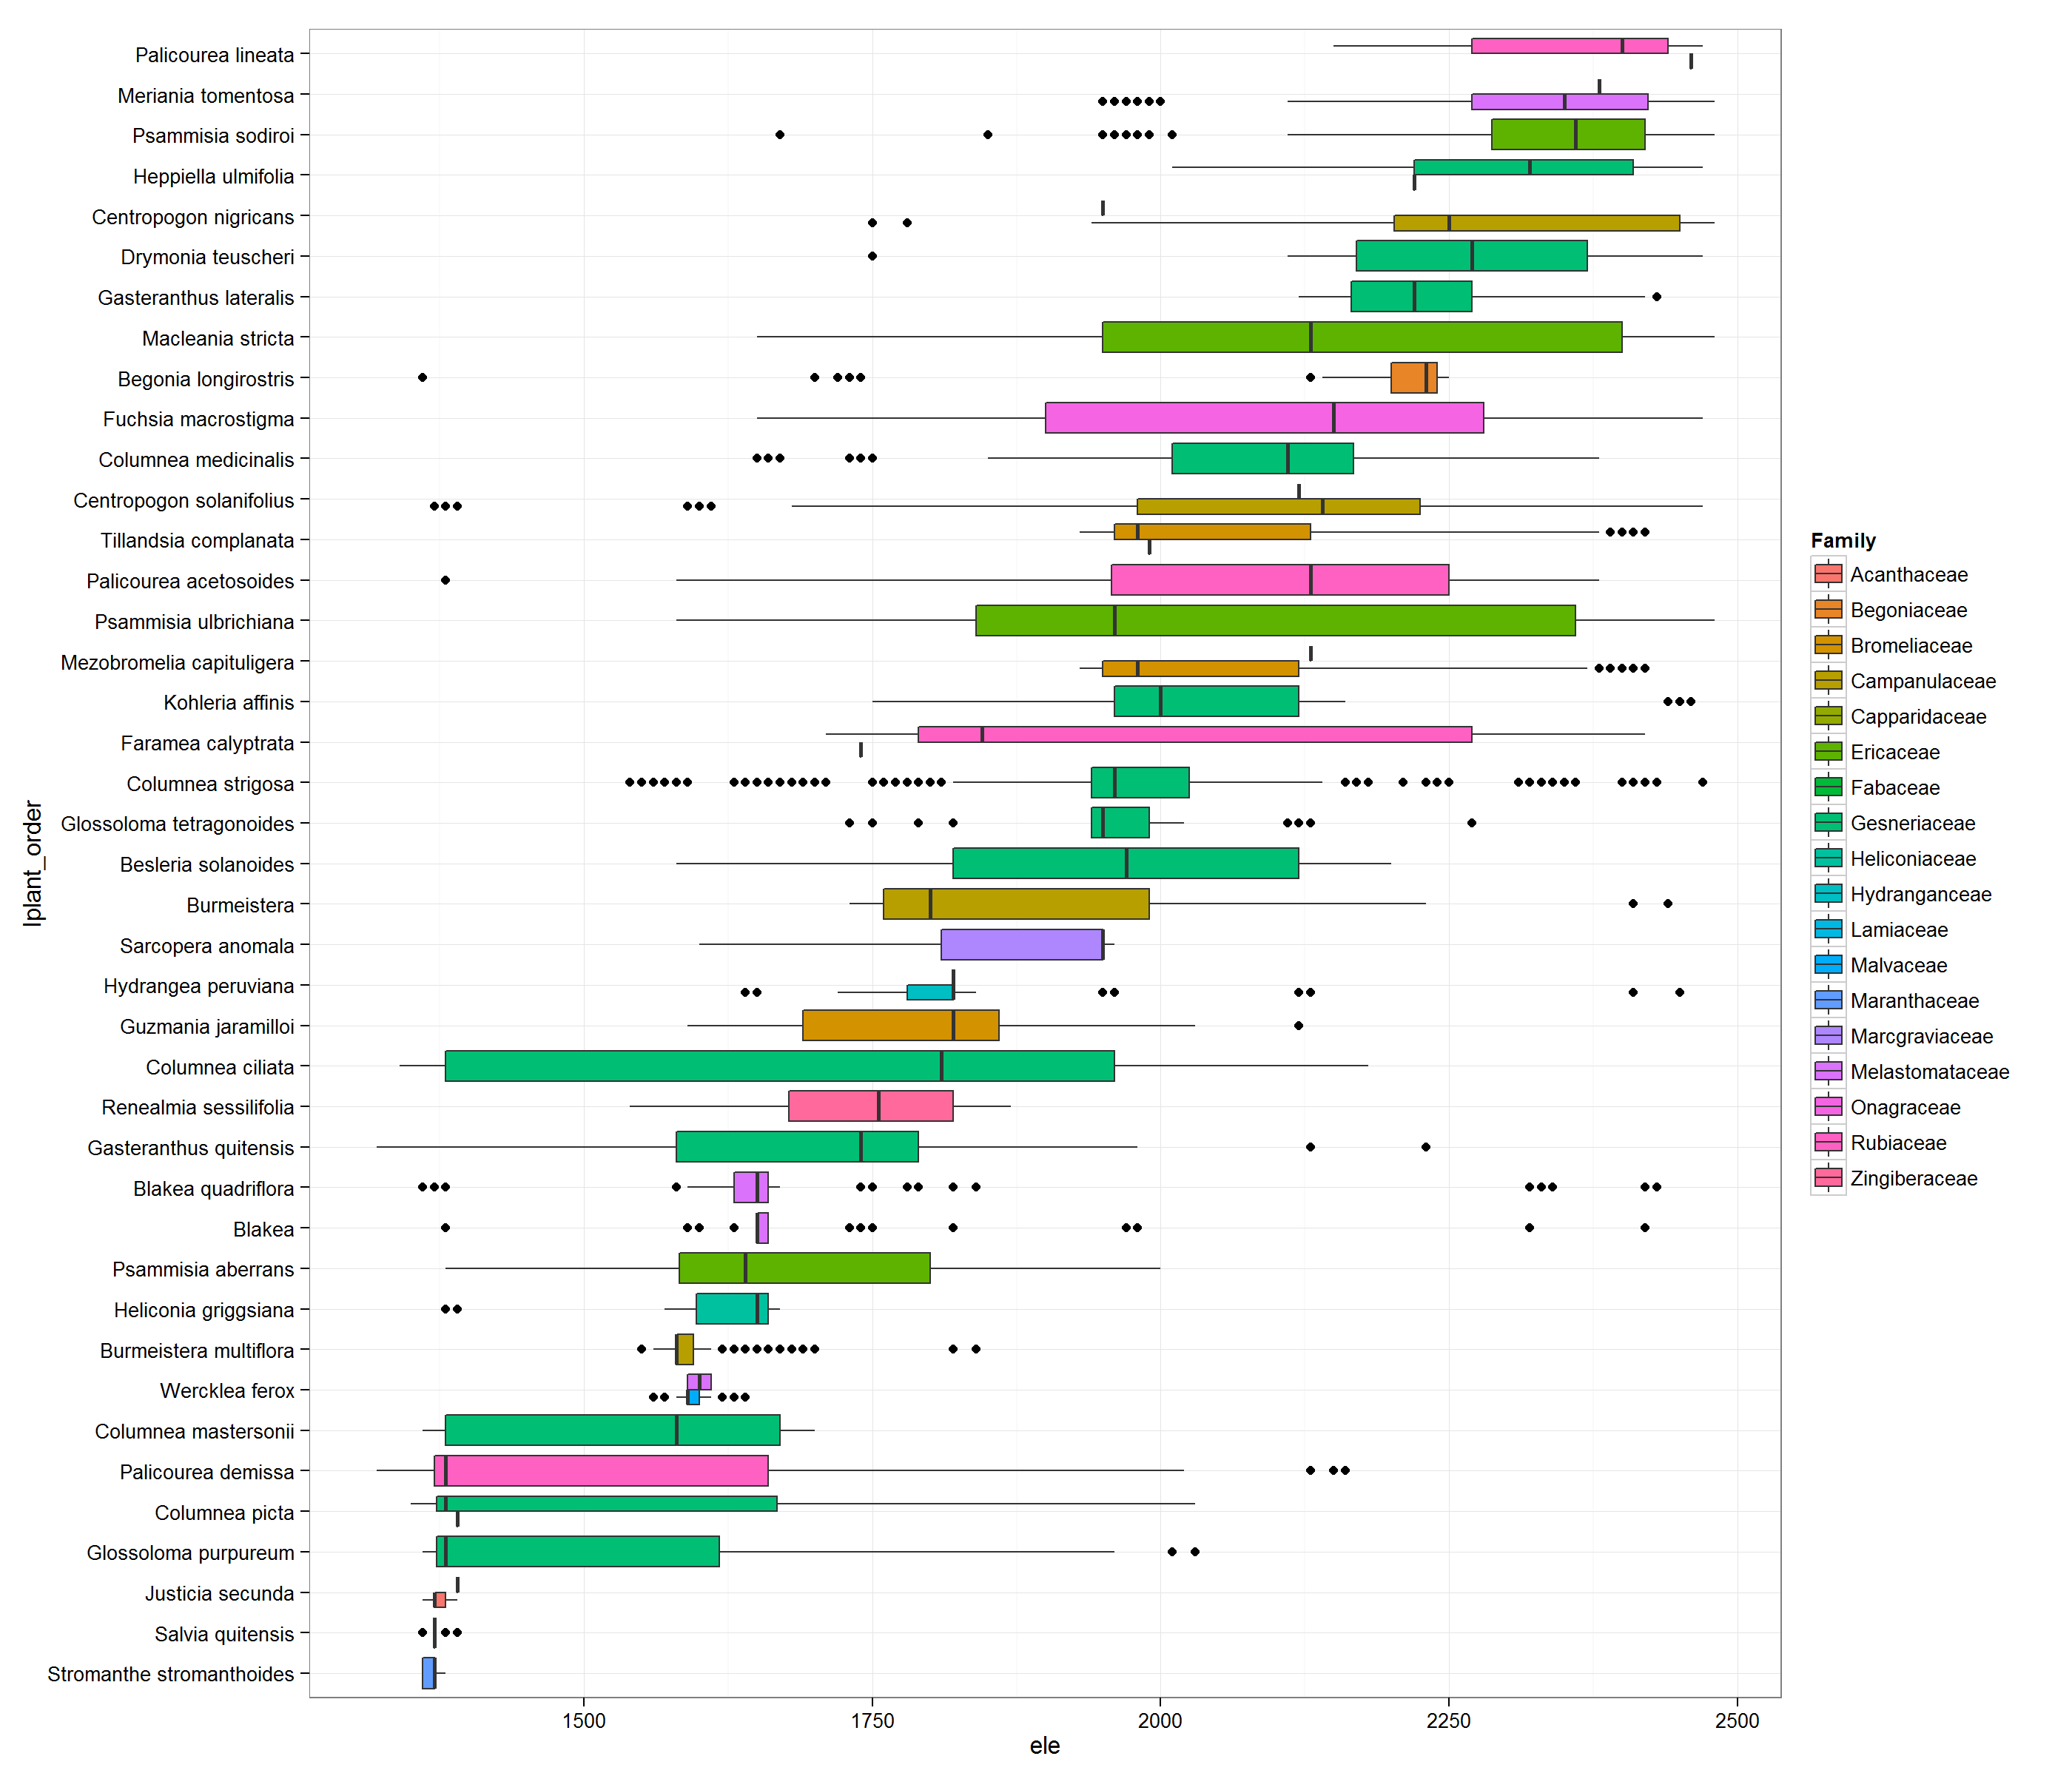 Palicourea lineata
Meriania tomentosa
Psammisia sodiroi
Heppiella ulmifolia
Centropogon nigricans
Drymonia teuscheri
Gasteranthus lateralis
Macleania stricta
Begonia longirostris
Fuchsia macrostigma
Columnea medicinalis
Centropogon solanifolius
Tillandsia complanata
Palicourea acetosoides
Psammisia ulbrichiana
Mezobromelia capituligera
Kohleria affinis
Faramea calyptrata
Columnea strigosa
Glossoloma tetragonoides
Besleria solanoides
Burmeistera
Sarcopera anomala
Hydrangea peruviana
Guzmania jaramilloi
Columnea ciliata
Renealmia sessilifolia
Gasteranthus quitensis
Blakea quadriflora
Blakea
Psammisia aberrans
Heliconia griggsiana
Burmeistera multiflora
Wercklea ferox
Columnea mastersonii
Palicourea demissa
Columnea picta
Glossoloma purpureum
Justicia secunda
Salvia quitensis
Stromanthe stromanthoides
Iplant_order
1500 1750 2000 2250 2500
ele
Family
Acanthaceae
Begoniaceae
Bromeliaceae
Campanulaceae
Capparidaceae
Ericaceae
Fabaceae
Gesneriaceae
Heliconiaceae
Hydranganceae
Lamiaceae
Malvaceae
Maranthaceae
Marcgraviaceae
Melastomataceae
Onagraceae
Rubiaceae
Zingiberaceae